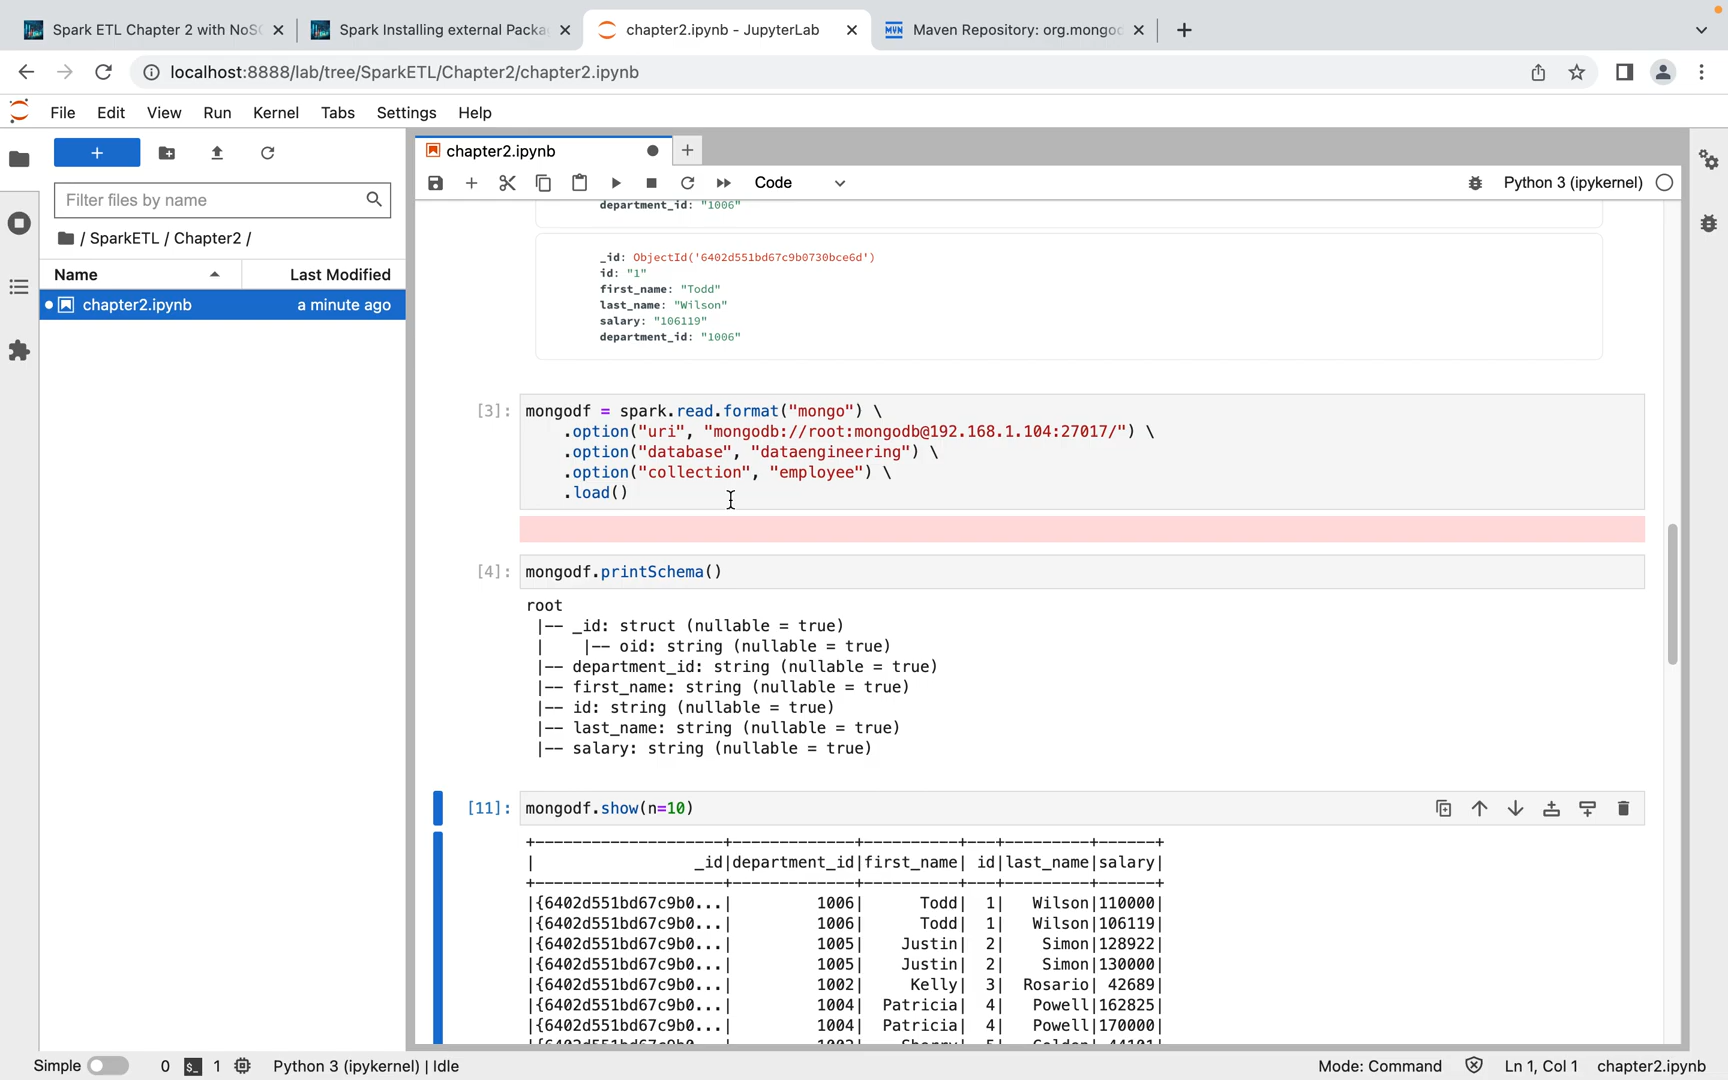 Spark ETL Chapter 2 with NoSQ
Spark Installing external Packa
chapter2.ipynb - JupyterLab
Maven Repository: org.mongo
localhost:8888/lab/tree/SparkETL/Chapter2/chapter2.ipynb
File Edit View Run Kernel Tabs Settings Help
chapter2.ipynb
Code
Python 3 (ipykernel)
Filter files by name
/ SparkETL / Chapter2 /
Name Last Modified
chapter2.ipynb a minute ago
department_id: "1006"
_id: ObjectId('6402d551bd67c9b0730bce6d')
id: "1"
first_name: "Todd"
last_name: "Wilson"
salary: "106119"
department_id: "1006"
[3]: mongodf = spark.read.format("mongo") \
.option("uri", "mongodb://root:mongodb@192.168.1.104:27017/") \
.option("database", "dataengineering") \
.option("collection", "employee") \
.load()
[4]: mongodf.printSchema()
root
|-- _id: struct (nullable = true)
|    |-- oid: string (nullable = true)
|-- department_id: string (nullable = true)
|-- first_name: string (nullable = true)
|-- id: string (nullable = true)
|-- last_name: string (nullable = true)
|-- salary: string (nullable = true)
[11]: mongodf.show(n=10)
+--------------------+-------------+----------+---+---------+------+
|                 _id|department_id|first_name| id|last_name|salary|
+--------------------+-------------+----------+---+---------+------+
|{6402d551bd67c9b0...|         1006|      Todd|  1|   Wilson|110000|
|{6402d551bd67c9b0...|         1006|      Todd|  1|   Wilson|106119|
|{6402d551bd67c9b0...|         1005|    Justin|  2|    Simon|128922|
|{6402d551bd67c9b0...|         1005|    Justin|  2|    Simon|130000|
|{6402d551bd67c9b0...|         1002|     Kelly|  3|  Rosario| 42689|
|{6402d551bd67c9b0...|         1004|  Patricia|  4|   Powell|162825|
|{6402d551bd67c9b0...|         1004|  Patricia|  4|   Powell|170000|
Simple 0 1 Python 3 (ipykernel) | Idle Mode: Command Ln 1, Col 1 chapter2.ipynb